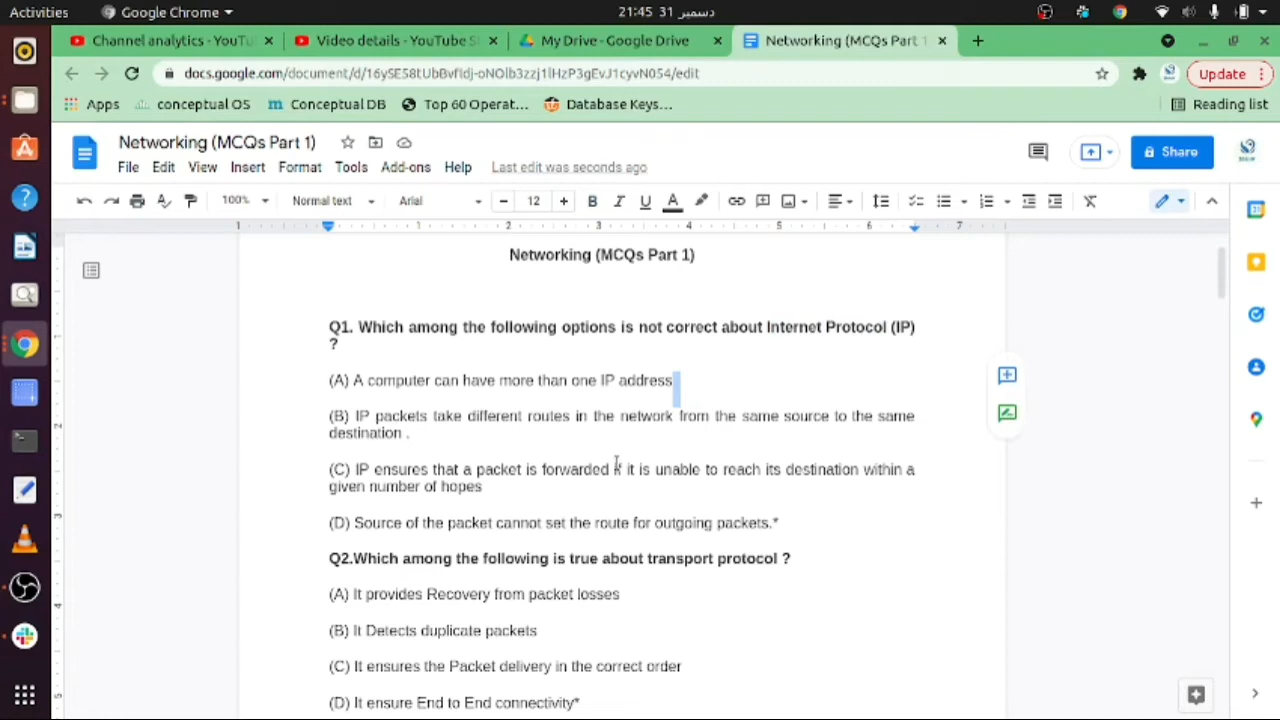 Activities Google Chrome 21:45 31 دسمبر
Channel analytics - YouTu Video details - YouTube S My Drive - Google Drive Networking (MCQs Part 1
Update
Apps conceptual OS Conceptual DB Top 60 Operat... Database Keys... Reading list
Networking (MCQs Part 1)
File Edit View Insert Format Tools Add-ons Help Last edit was seconds ago Share
100% Normal text Arial 12 B I U A
1 1 2 3 4 5 6 7
Networking (MCQs Part 1)
Q1. Which among the following options is not correct about Internet Protocol (IP)
?
(A) A computer can have more than one IP address
(B) IP packets take different routes in the network from the same source to the same
destination .
(C) IP ensures that a packet is forwarded if it is unable to reach its destination within a
given number of hopes
(D) Source of the packet cannot set the route for outgoing packets.*
Q2.Which among the following is true about transport protocol ?
(A) It provides Recovery from packet losses
(B) It Detects duplicate packets
(C) It ensures the Packet delivery in the correct order
(D) It ensure End to End connectivity*